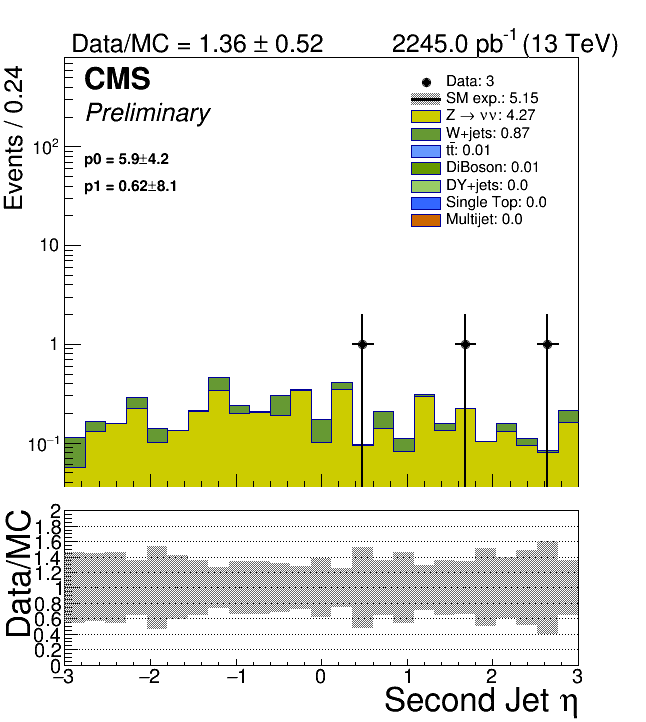 Data/MC = 1.36 ± 0.52 2245.0 pb⁻¹ (13 TeV)
CMS
Preliminary
p0 = 5.9±4.2
p1 = 0.62±8.1
Data: 3
SM exp.: 5.15
Z → νν: 4.27
W+jets: 0.87
tt̄: 0.01
DiBoson: 0.01
DY+jets: 0.0
Single Top: 0.0
Multijet: 0.0
Events / 0.24
10²
10
1
10⁻¹
Data/MC
2
1.8
1.6
1.4
1.2
1
0.8
0.6
0.4
0.2
0
−3 −2 −1 0 1 2 3
Second Jet η